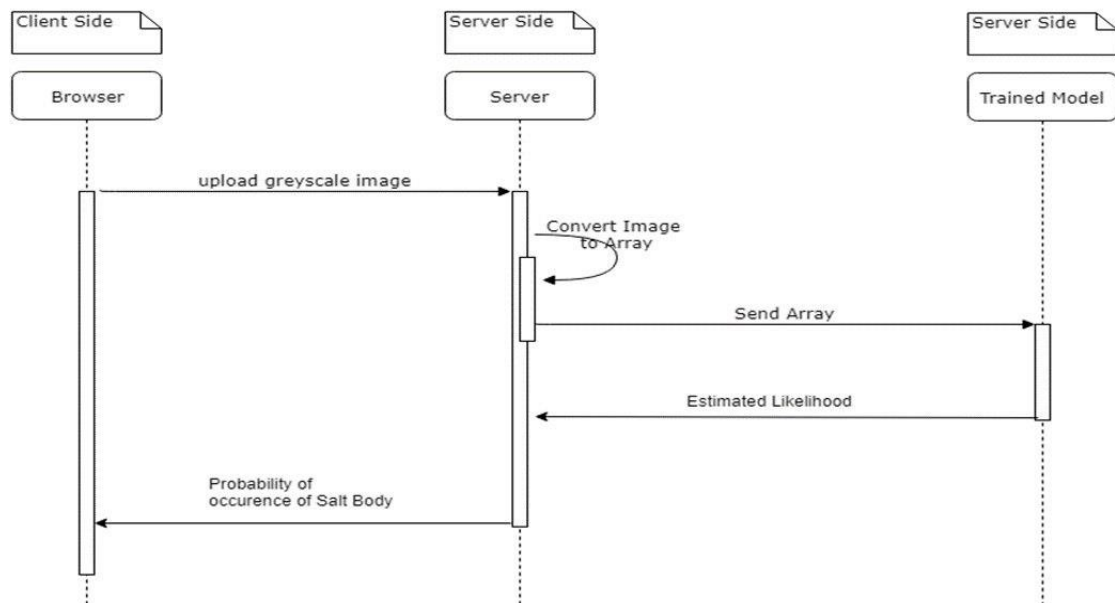 Client Side
Server Side
Server Side
Browser
Server
Trained Model
upload greyscale image
Convert Image
to Array
Send Array
Estimated Likelihood
Probability of
occurence of Salt Body